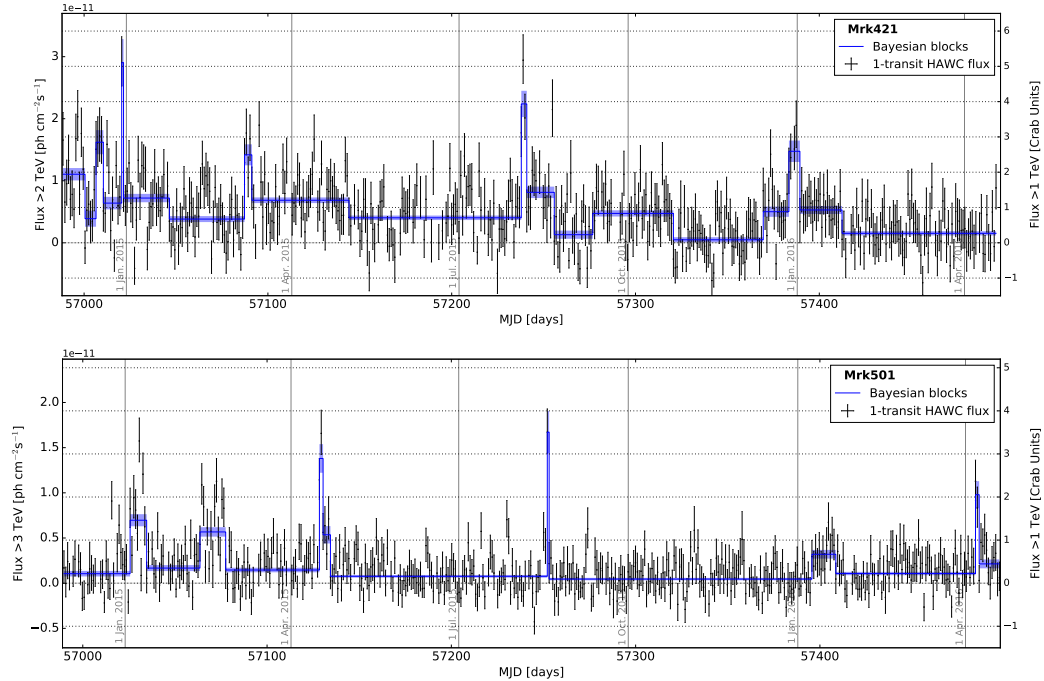 1e−11
Mrk421
Bayesian blocks
1-transit HAWC flux
Flux >2 TeV [ph cm−2s−1]
3
2
1
0
6
5
4
3
2
1
0
−1
Flux >1 TeV [Crab Units]
1 Jan. 2015
1 Apr. 2015
1 Jul. 2015
1 Oct. 2015
1 Jan. 2016
1 Apr. 2016
57000 57100 57200 57300 57400
MJD [days]
1e−11
Mrk501
Bayesian blocks
1-transit HAWC flux
Flux >3 TeV [ph cm−2s−1]
2.0
1.5
1.0
0.5
0.0
−0.5
5
4
3
2
1
0
−1
Flux >1 TeV [Crab Units]
1 Jan. 2015
1 Apr. 2015
1 Jul. 2015
1 Oct. 2015
1 Jan. 2016
1 Apr. 2016
57000 57100 57200 57300 57400
MJD [days]